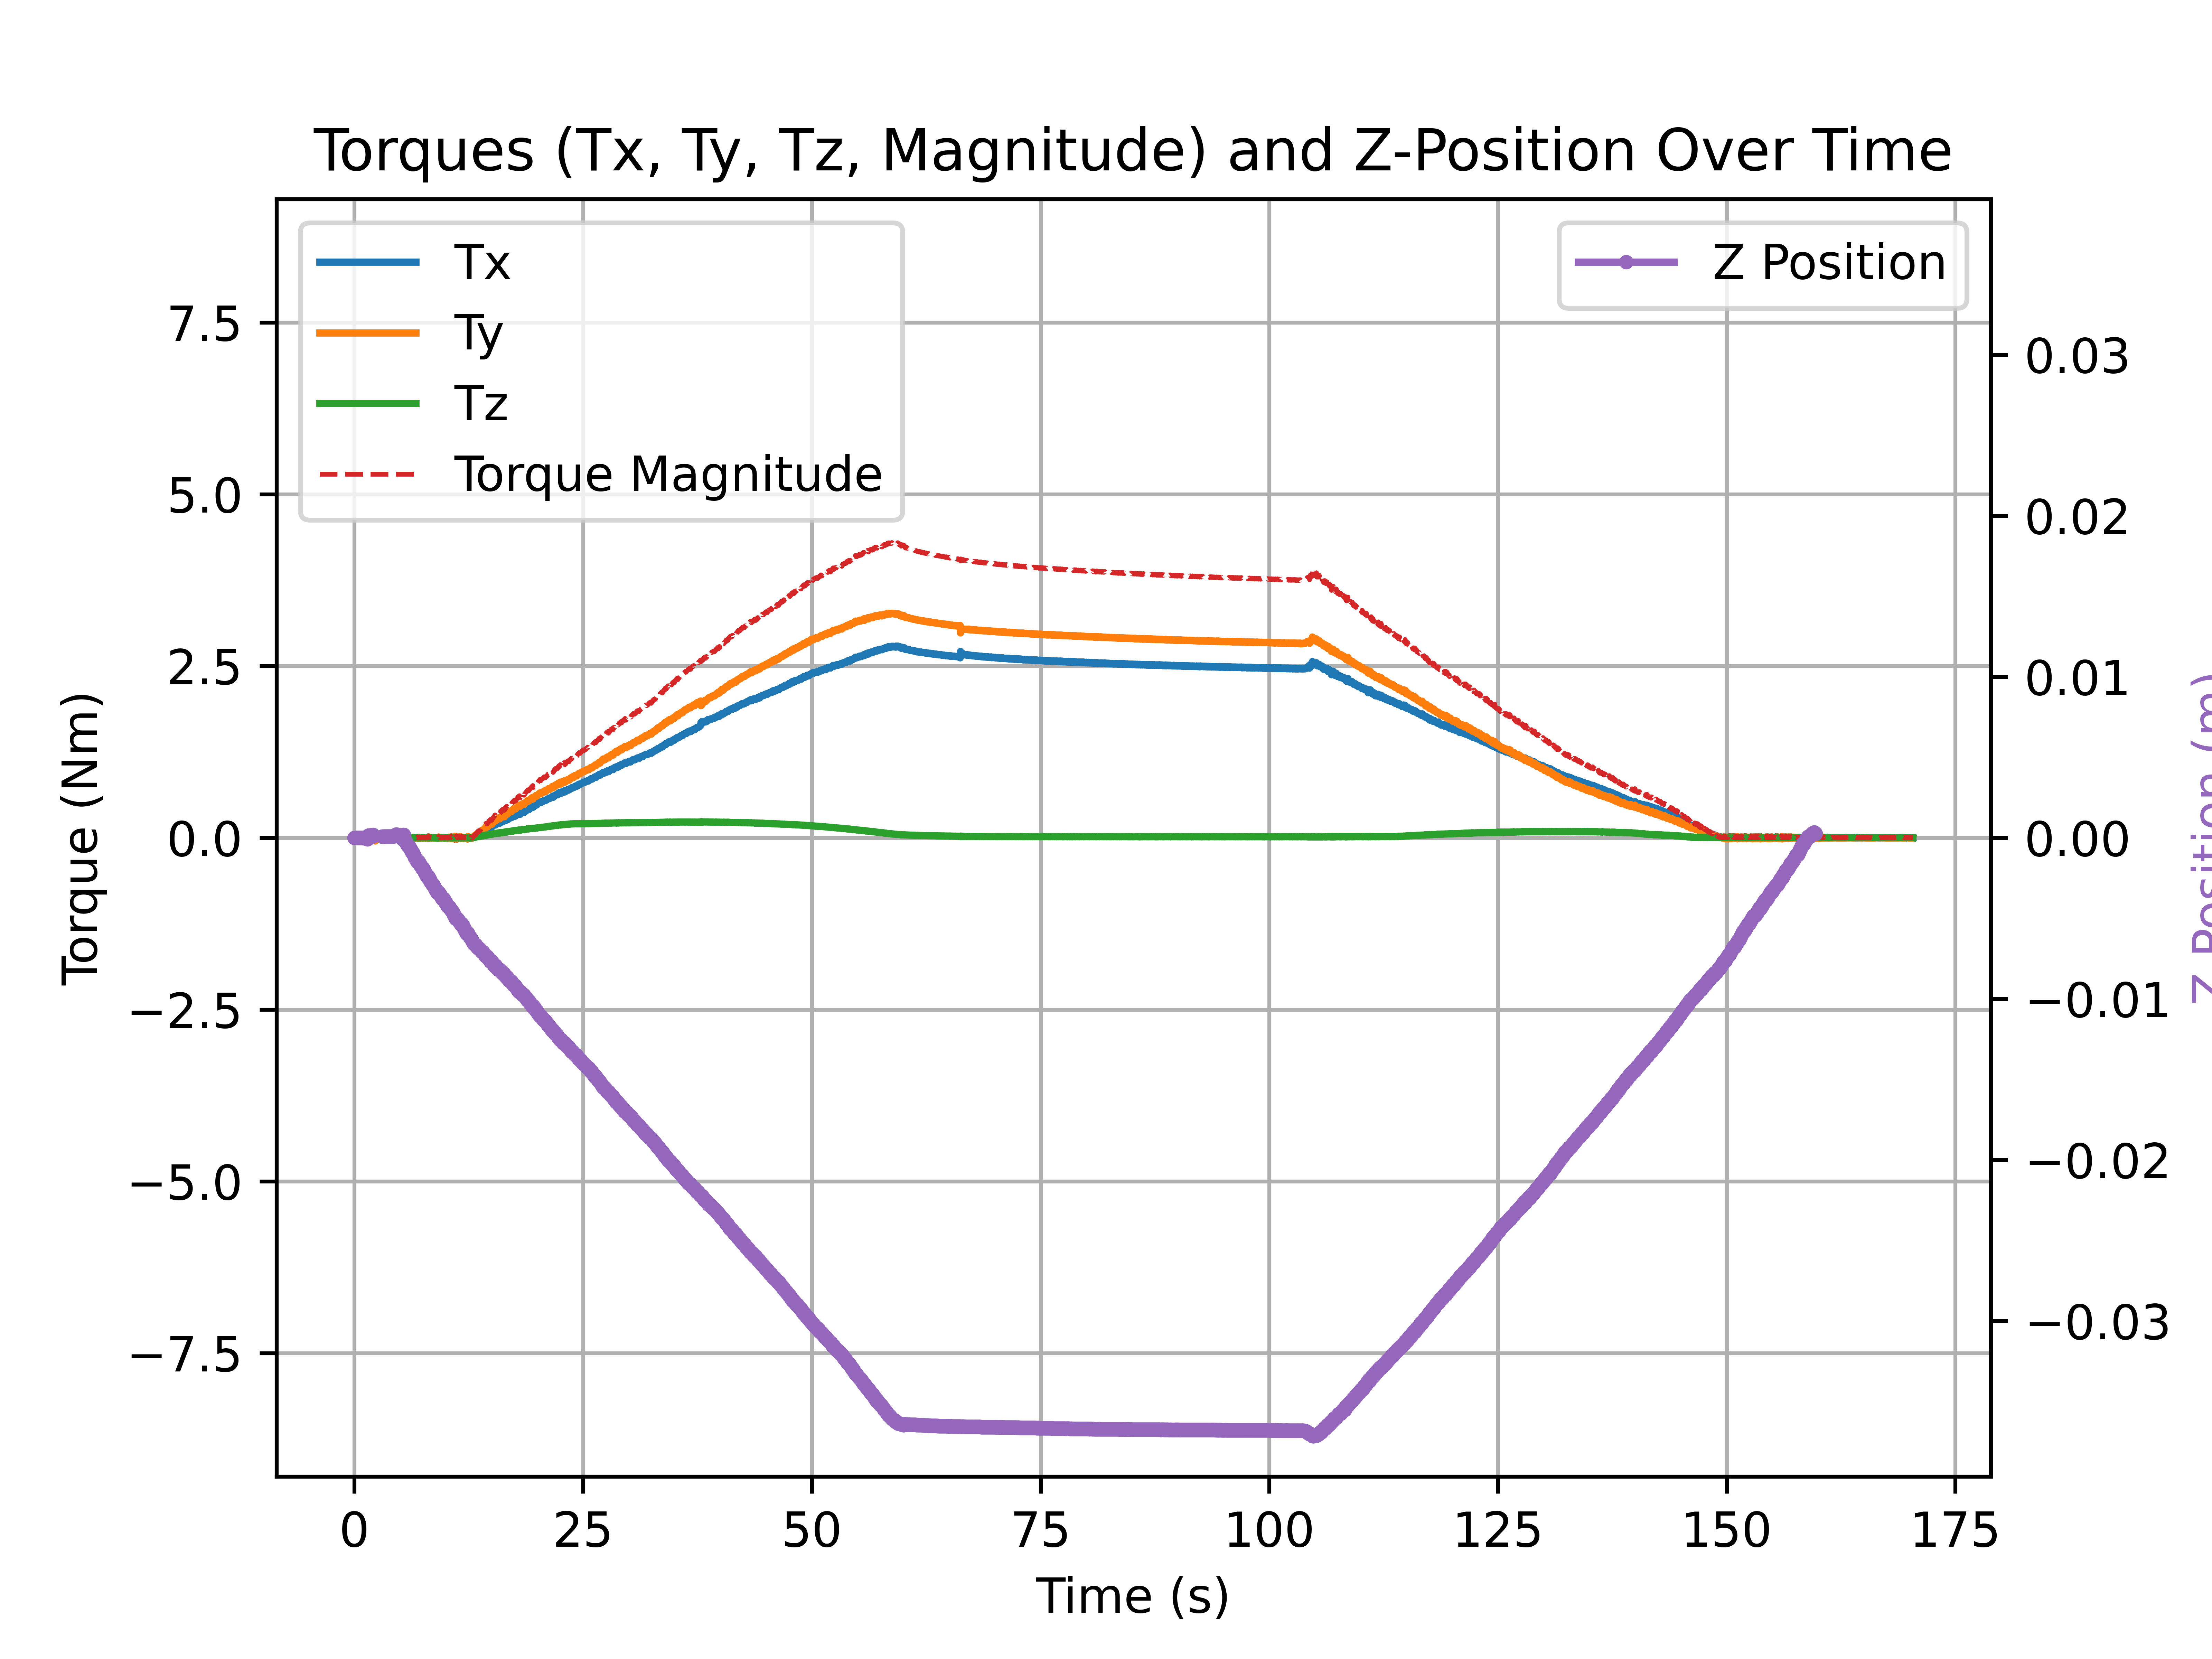 Torques (Tx, Ty, Tz, Magnitude) and Z-Position Over Time
Tx
Ty
Tz
Torque Magnitude
Z Position
Torque (Nm)
7.5
5.0
2.5
0.0
−2.5
−5.0
−7.5
0.03
0.02
0.01
0.00
−0.01
−0.02
−0.03
Z Position (m)
0
25
50
75
100
125
150
175
Time (s)